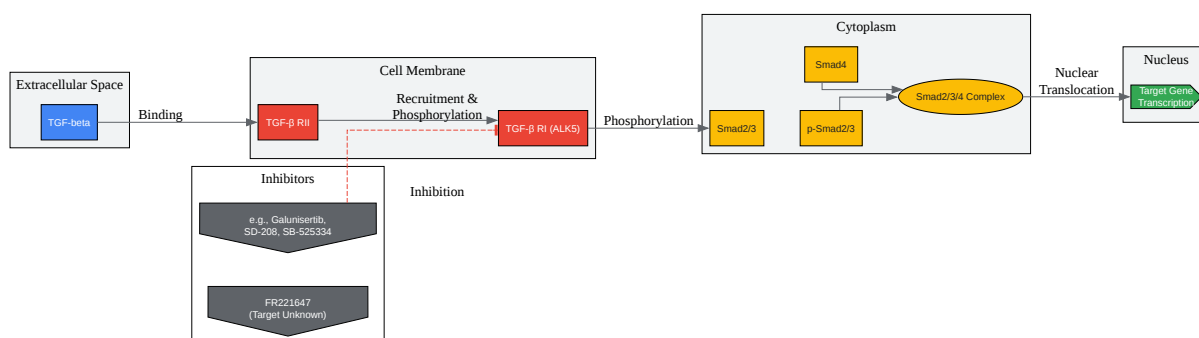 Extracellular Space
TGF-beta
Binding
Cell Membrane
TGF-β RII
Recruitment &
Phosphorylation
TGF-β RI (ALK5)
Phosphorylation
Cytoplasm
Smad4
Smad2/3
p-Smad2/3
Smad2/3/4 Complex
Nuclear
Translocation
Nucleus
Target Gene
Transcription
Inhibitors
Inhibition
e.g., Galunisertib,
SD-208, SB-525334
FR221647
(Target Unknown)